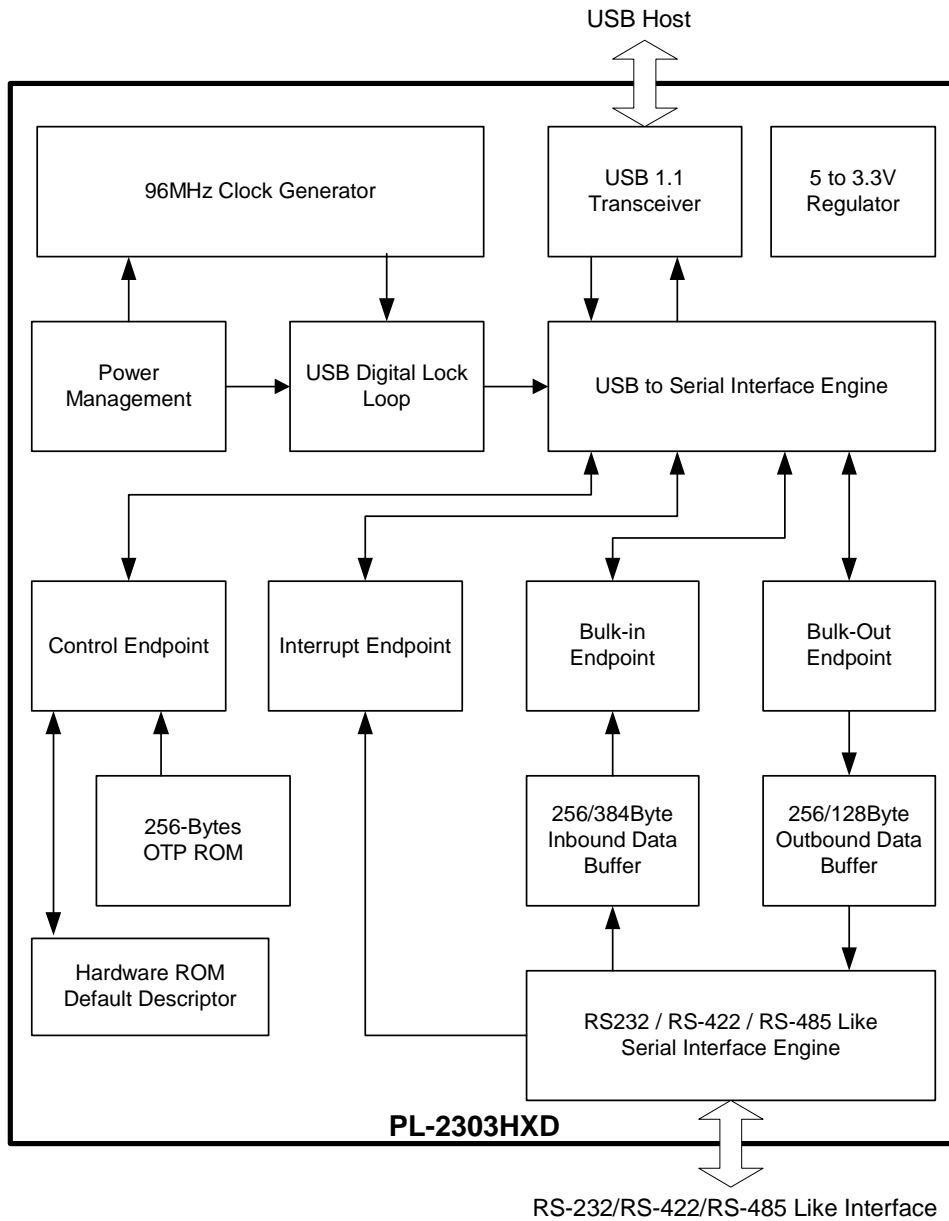 USB Host
96MHz Clock Generator
USB 1.1
Transceiver
5 to 3.3V
Regulator
Power
Management
USB Digital Lock
Loop
USB to Serial Interface Engine
Control Endpoint
Interrupt Endpoint
Bulk-in
Endpoint
Bulk-Out
Endpoint
256-Bytes
OTP ROM
256/384Byte
Inbound Data
Buffer
256/128Byte
Outbound Data
Buffer
Hardware ROM
Default Descriptor
RS232 / RS-422 / RS-485 Like
Serial Interface Engine
PL-2303HXD
RS-232/RS-422/RS-485 Like Interface